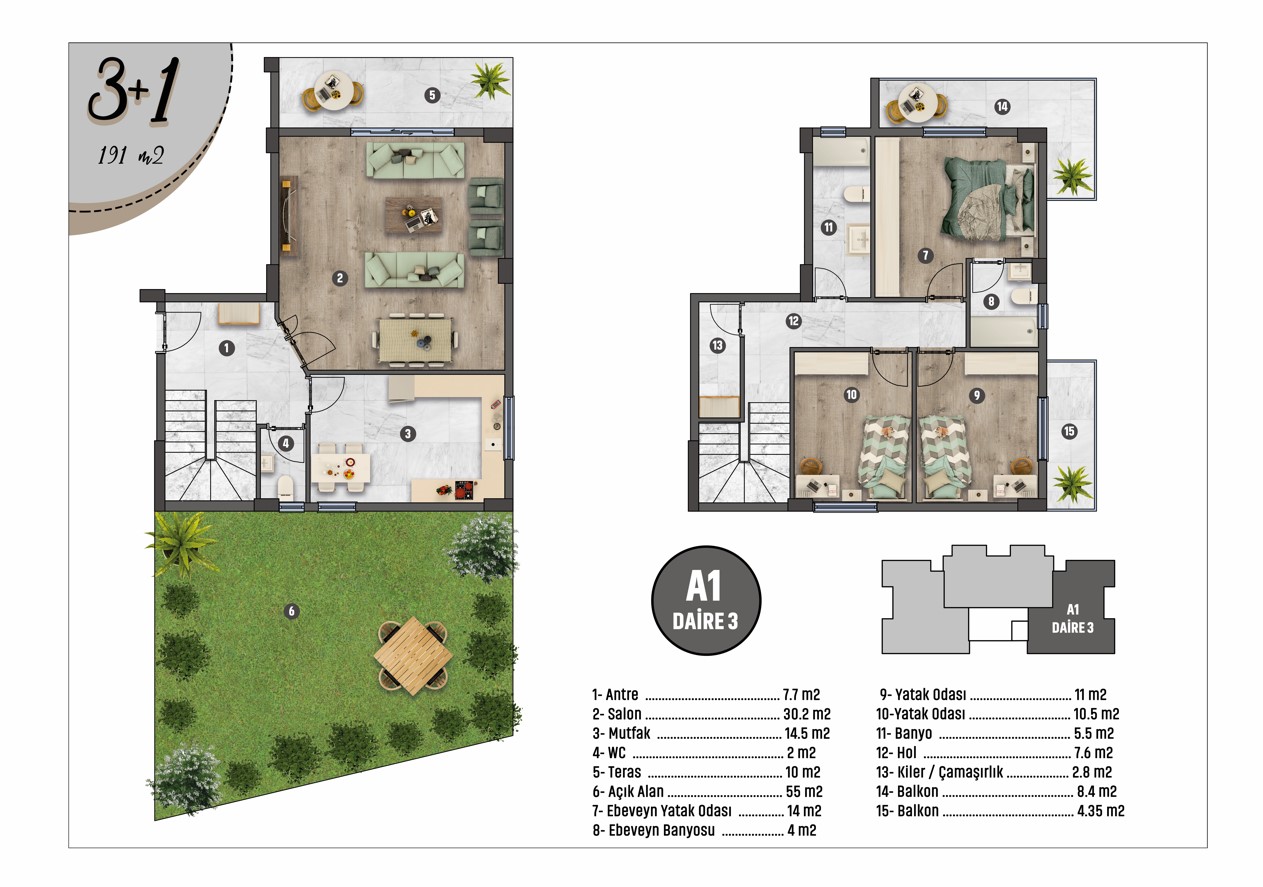 3+1
191 m2
5
2
1
3
4
6
14
11
7
8
12
13
10
9
15
A1
DAİRE 3
A1
DAİRE 3
1- Antre ......................................... 7.7 m2
2- Salon ......................................... 30.2 m2
3- Mutfak ...................................... 14.5 m2
4- WC ............................................... 2 m2
5- Teras ........................................... 10 m2
6- Açık Alan .................................... 55 m2
7- Ebeveyn Yatak Odası .............. 14 m2
8- Ebeveyn Banyosu ................... 4 m2
9- Yatak Odası ............................... 11 m2
10-Yatak Odası ................................ 10.5 m2
11- Banyo ......................................... 5.5 m2
12- Hol .............................................. 7.6 m2
13- Kiler / Çamaşırlık ................... 2.8 m2
14- Balkon ........................................ 8.4 m2
15- Balkon ........................................ 4.35 m2